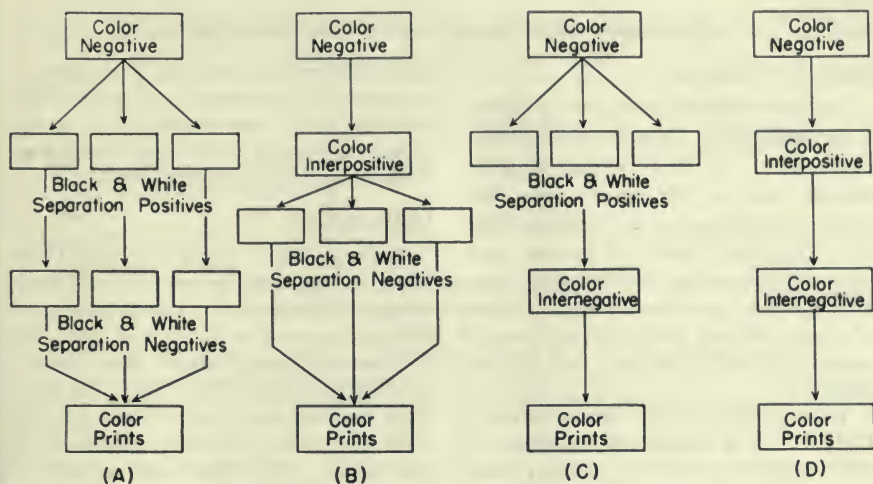 Color
Negative
Black & White
Separation Positives
Black & White
Separation Negatives
Color
Prints
(A)
Color
Negative
Color
Interpositive
Black & White
Separation Negatives
Color
Prints
(B)
Color
Negative
Black & White
Separation Positives
Color
Internegative
Color
Prints
(C)
Color
Negative
Color
Interpositive
Color
Internegative
Color
Prints
(D)